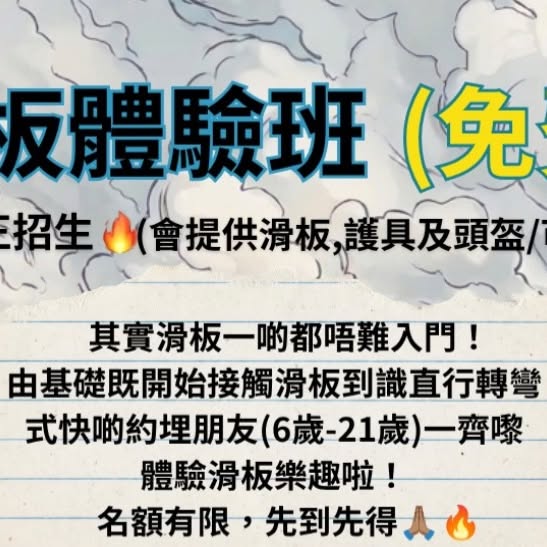 板體驗班 (免
招生🔥(會提供滑板,護具及頭盔/
其實滑板一啲都唔難入門！
由基礎既開始接觸滑板到識直行轉彎
式快啲約埋朋友(6歲-21歲)一齊嚟
體驗滑板樂趣啦！
名額有限，先到先得🙏🏽🔥